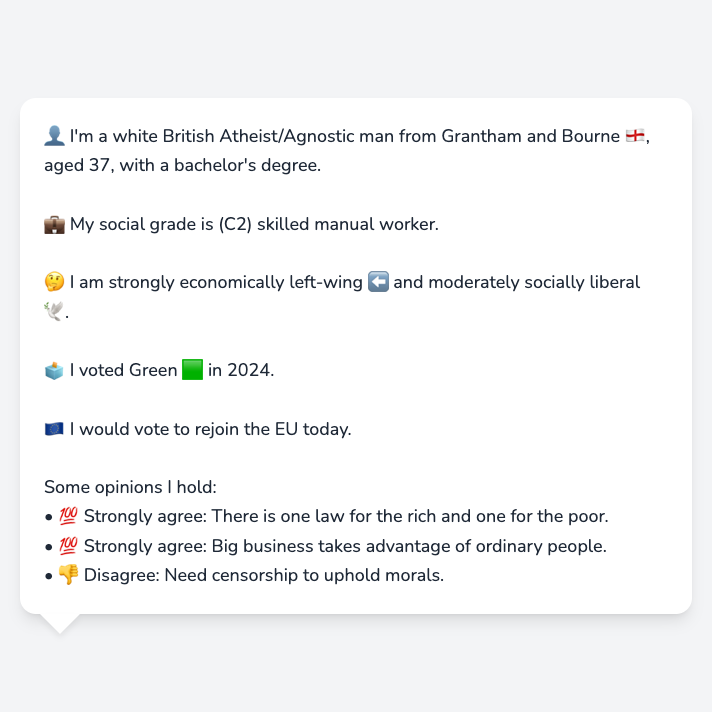 👤 I'm a white British Atheist/Agnostic man from Grantham and Bourne 🏴󠁧󠁢󠁥󠁮󠁧󠁿,
aged 37, with a bachelor's degree.
💼 My social grade is (C2) skilled manual worker.
🤔 I am strongly economically left-wing ⬅️ and moderately socially liberal
🕊️.
🗳️ I voted Green 🟩 in 2024.
🇪🇺 I would vote to rejoin the EU today.
Some opinions I hold:
• 💯 Strongly agree: There is one law for the rich and one for the poor.
• 💯 Strongly agree: Big business takes advantage of ordinary people.
• 👎 Disagree: Need censorship to uphold morals.